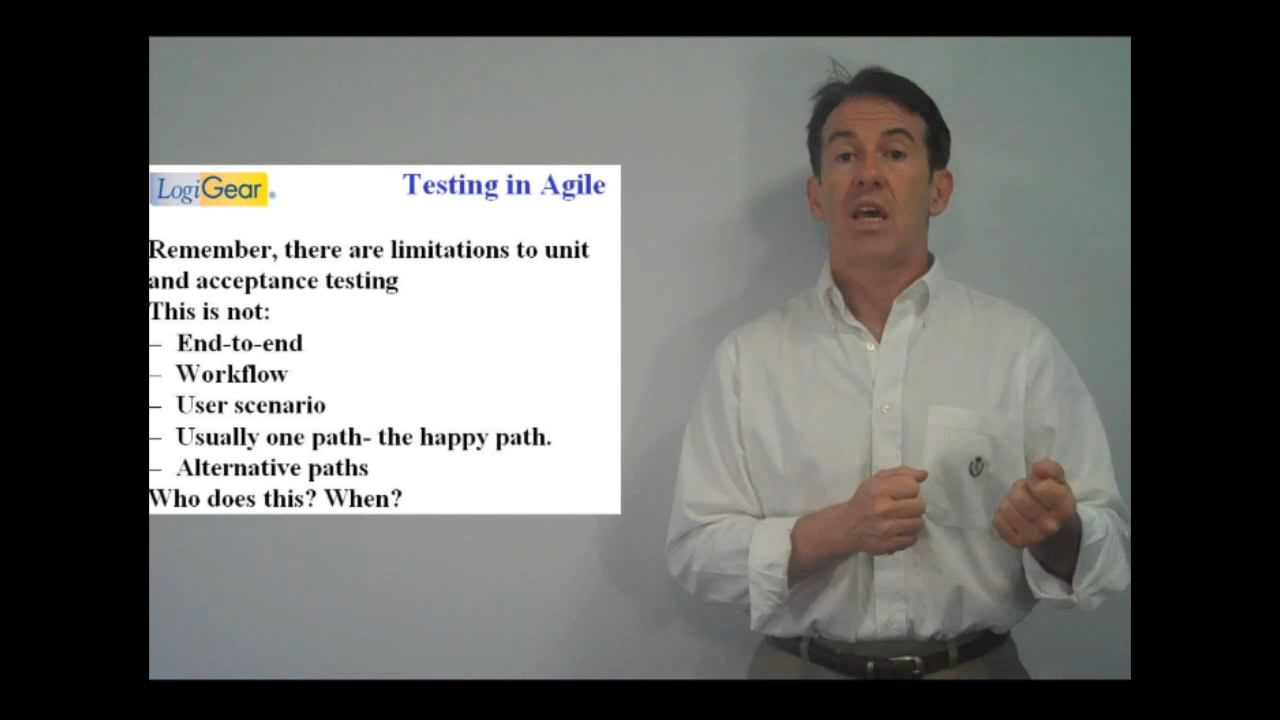 LogiGear®
Testing in Agile
Remember, there are limitations to unit
and acceptance testing
This is not:
– End-to-end
– Workflow
– User scenario
– Usually one path- the happy path.
– Alternative paths
Who does this? When?